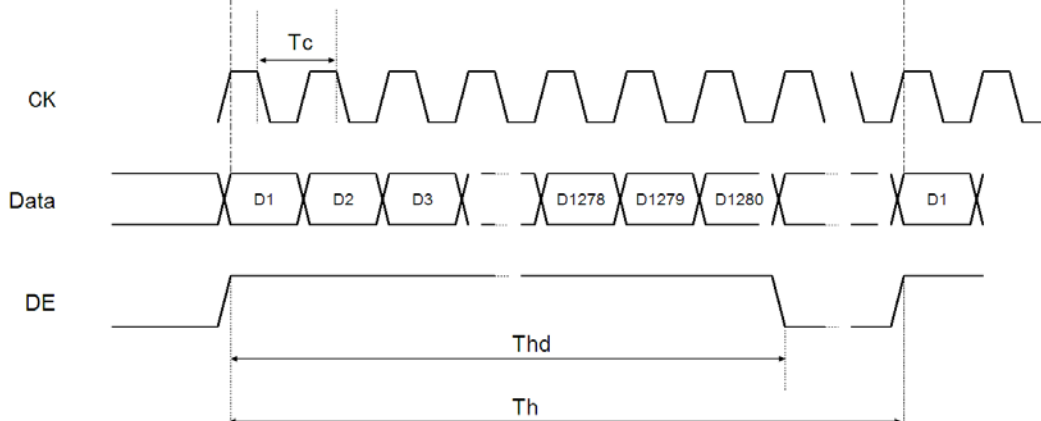 Tc
CK
Data D1 D2 D3 D1278 D1279 D1280 D1
DE
Thd
Th